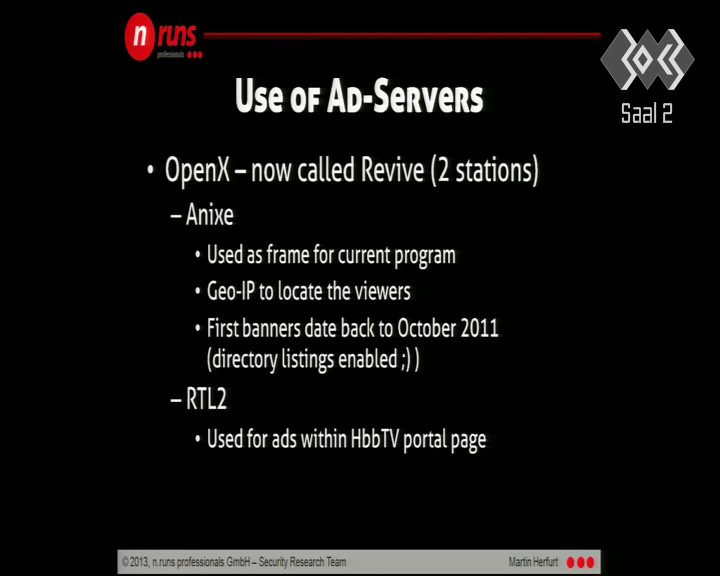 n runs
professionals
Saal 2
Use of Ad-Servers
• OpenX – now called Revive (2 stations)
– Anixe
• Used as frame for current program
• Geo-IP to locate the viewers
• First banners date back to October 2011
(directory listings enabled ;) )
– RTL2
• Used for ads within HbbTV portal page
© 2013, n.runs professionals GmbH – Security Research Team
Martin Herfurt